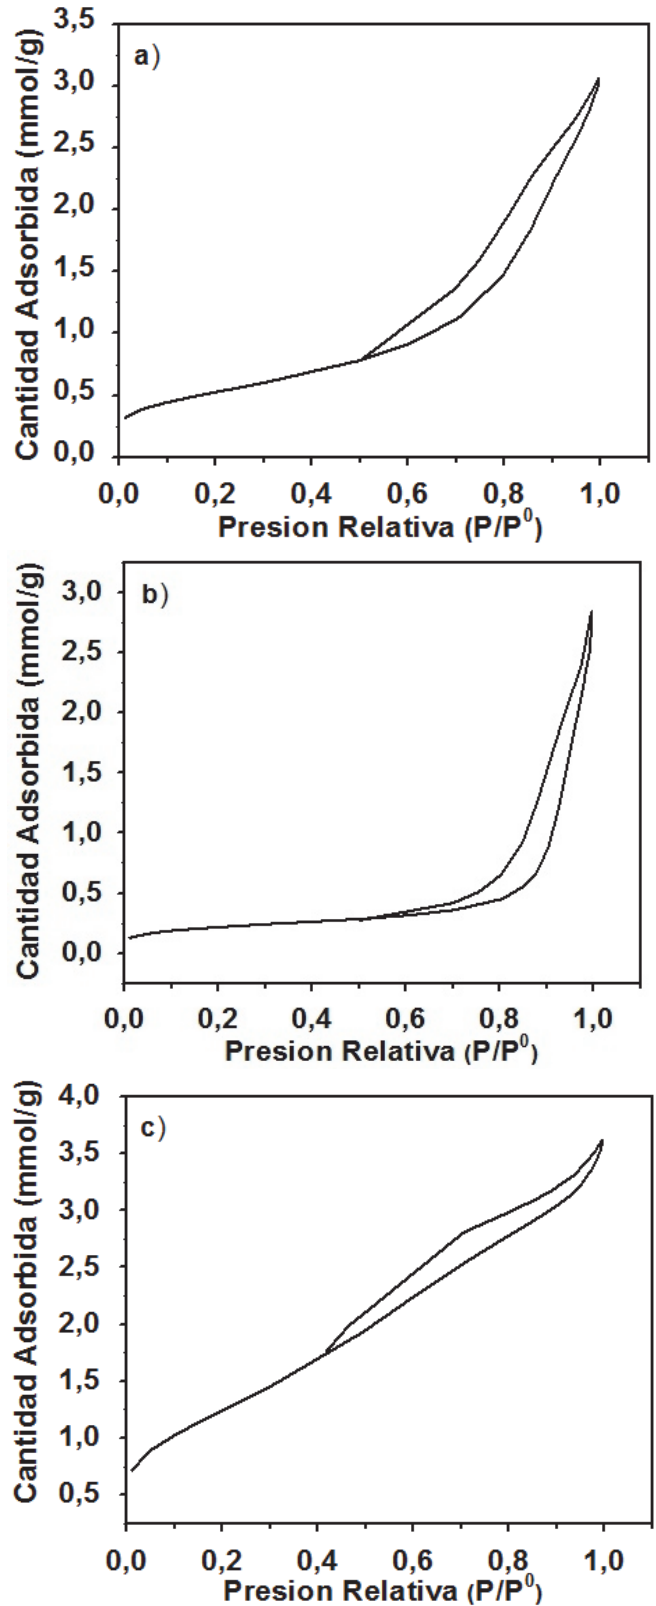 a)
Cantidad Adsorbida (mmol/g)
3,5
3,0
2,5
2,0
1,5
1,0
0,5
0,0
0,0 0,2 0,4 0,6 0,8 1,0
Presion Relativa (P/P⁰)
b)
Cantidad Adsorbida (mmol/g)
3,0
2,5
2,0
1,5
1,0
0,5
0,0
0,0 0,2 0,4 0,6 0,8 1,0
Presion Relativa (P/P⁰)
c)
Cantidad Adsorbida (mmol/g)
4,0
3,5
3,0
2,5
2,0
1,5
1,0
0,5
0,0 0,2 0,4 0,6 0,8 1,0
Presion Relativa (P/P⁰)